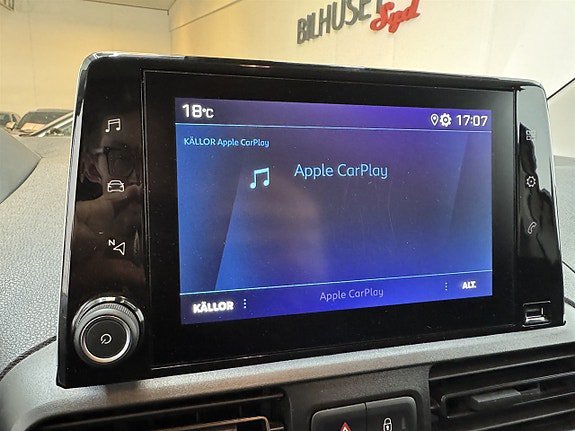 BILHUSET
Syd
18°C
17:07
KÄLLOR Apple CarPlay
Apple CarPlay
N
KÄLLOR
Apple CarPlay
ALT.